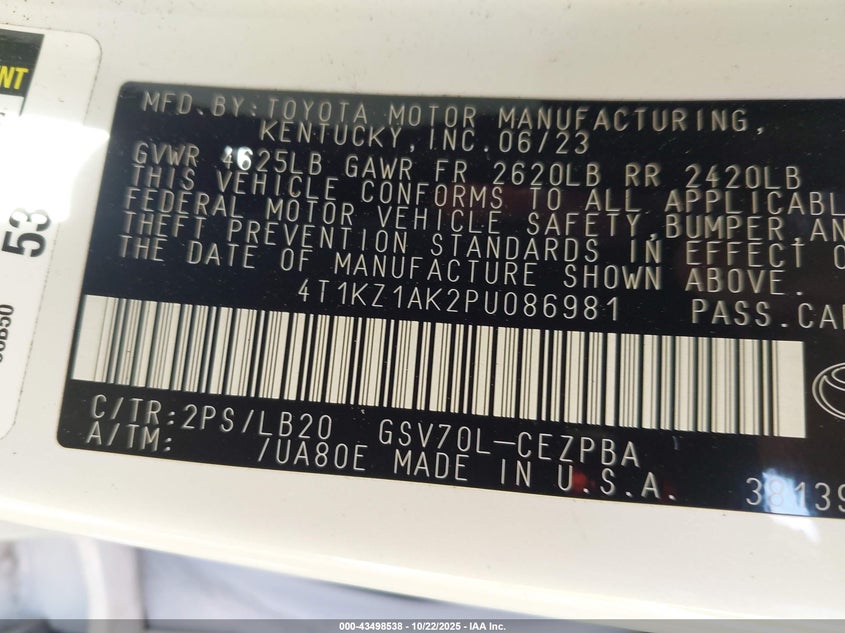 NT
53
MFD.BY:TOYOTA MOTOR MANUFACTURING,
KENTUCKY,INC.06/23
GVWR 4625LB GAWR FR 2620LB RR 2420LB
THIS VEHICLE CONFORMS TO ALL APPLICABL
FEDERAL MOTOR VEHICLE SAFETY,BUMPER,AN
THEFT PREVENTION STANDARDS IN EFFECT O
THE DATE OF MANUFACTURE SHOWN ABOVE.
4T1KZ1AK2PU086981 PASS.CAR
C/TR:2PS/LB20 GSV70L-CEZPBA
A/TM: /UA80E MADE IN U.S.A.
38139
000-43498538 - 10/22/2025 - IAA Inc.